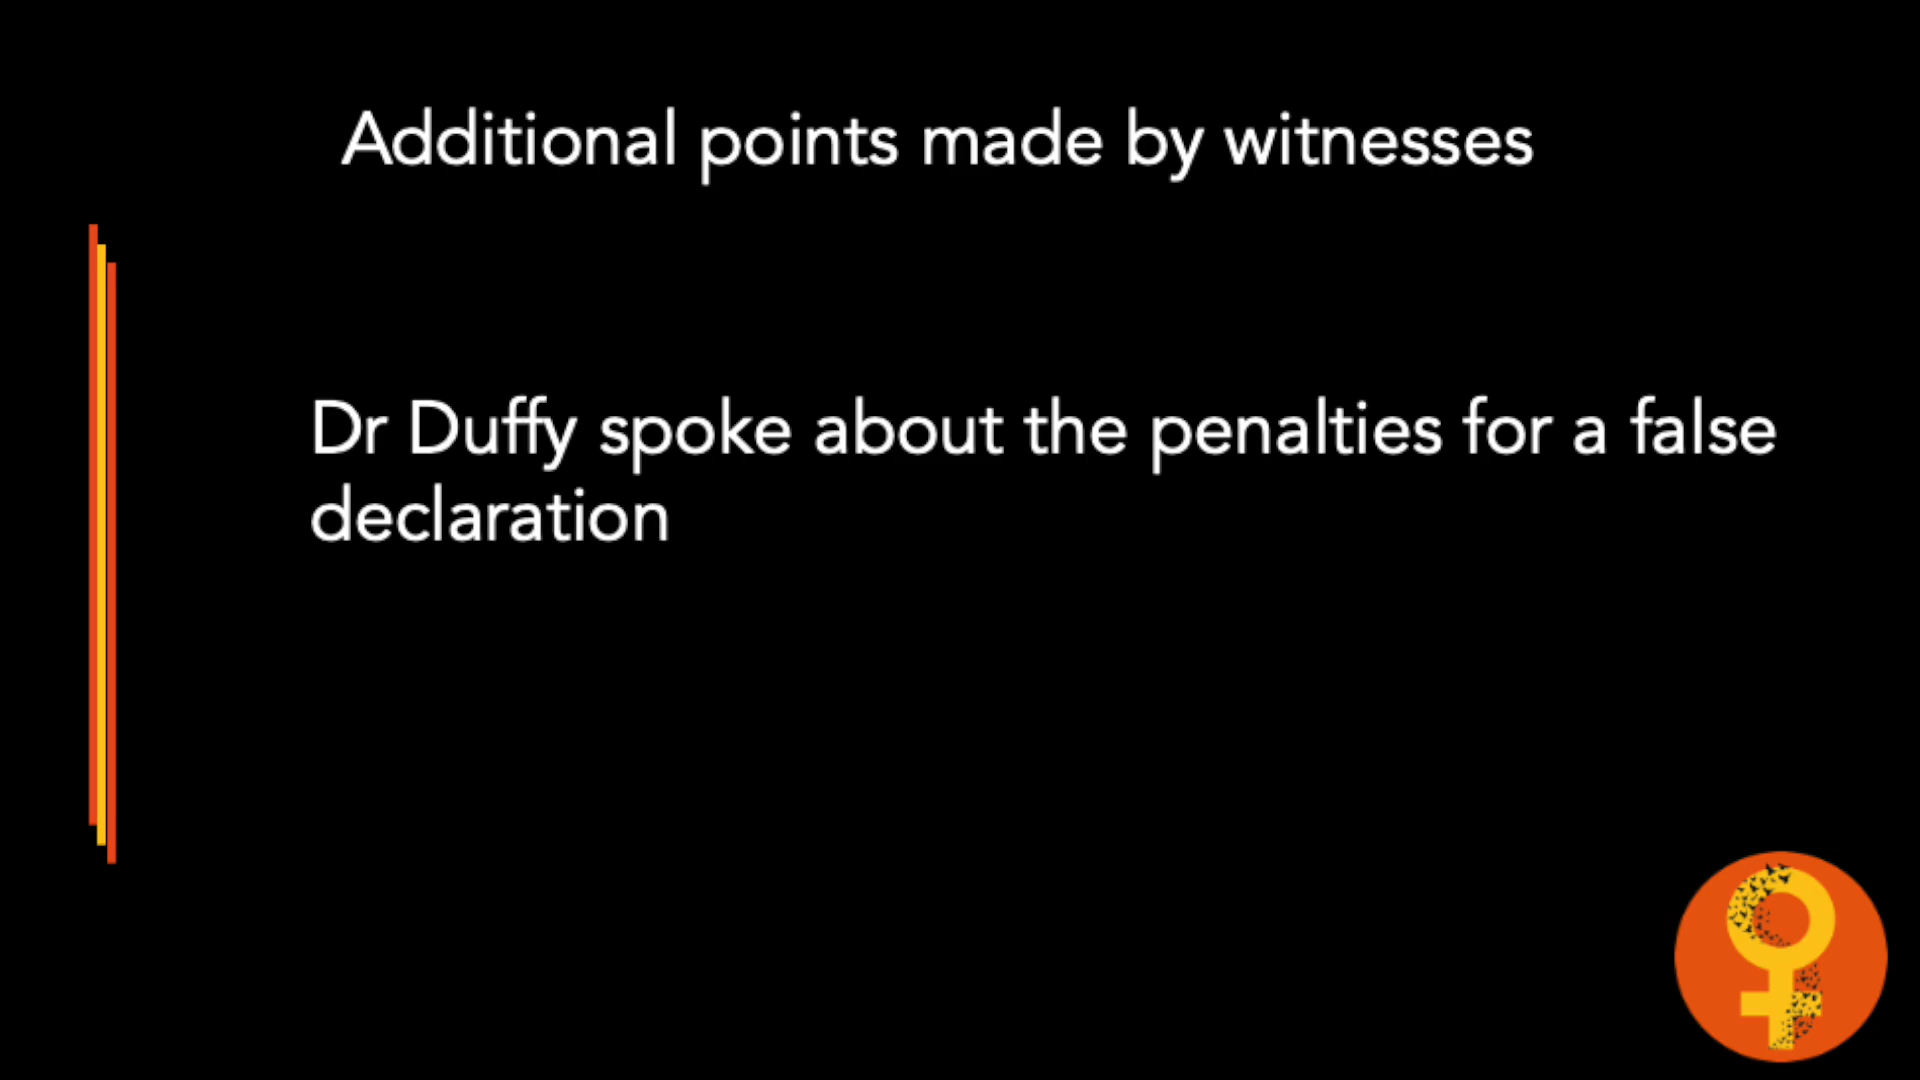 Additional points made by witnesses
Dr Duffy spoke about the penalties for a false
declaration